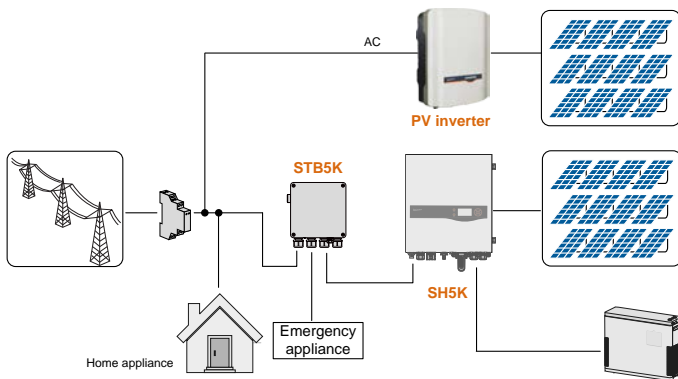 AC
PV inverter
STB5K
SH5K
Emergency
appliance
Home appliance